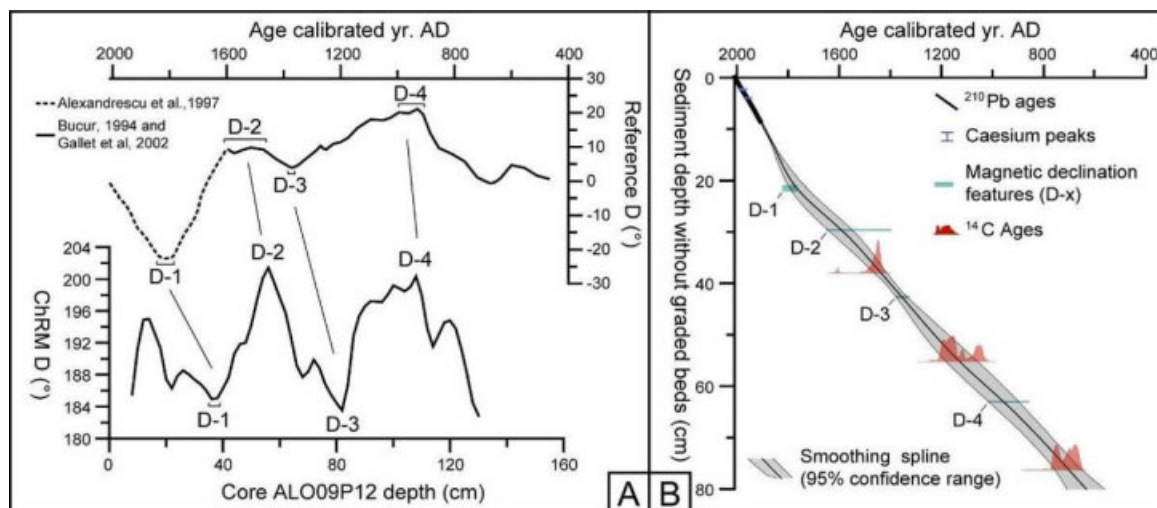 Age calibrated yr. AD
2000 1600 1200 800 400
Alexandrescu et al.,1997
Bucur, 1994 and
Gallet et al, 2002
D-1
D-2
D-3
D-4
30
20
10
0
-10
-20
-30
Reference D (°)
204
200
196
192
188
184
180
ChRM D (°)
D-1
D-2
D-3
D-4
0 40 80 120 160
Core ALO09P12 depth (cm)
A
Age calibrated yr. AD
2000 1600 1200 800 400
0
20
40
60
80
Sediment depth without graded beds (cm)
210Pb ages
Caesium peaks
Magnetic declination
features (D-x)
14C Ages
D-1
D-2
D-3
D-4
Smoothing spline
(95% confidence range)
B